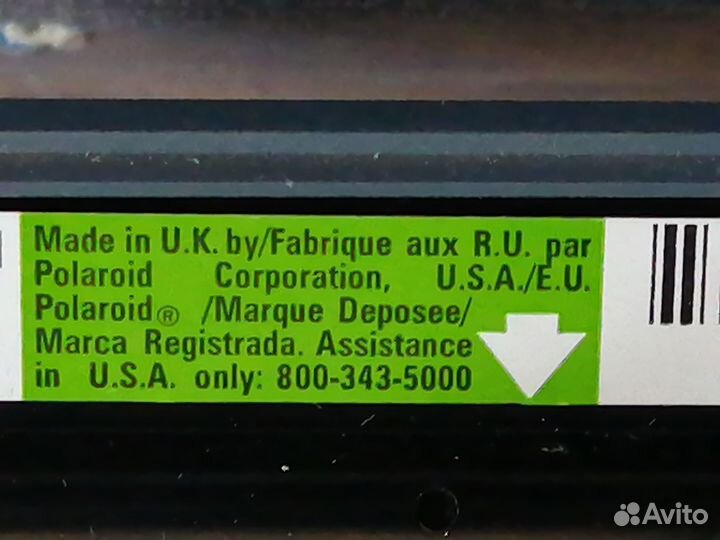 Made in U.K. by/Fabrique aux R.U. par
Polaroid Corporation, U.S.A./E.U.
Polaroid® /Marque Deposee/
Marca Registrada. Assistance
in U.S.A. only: 800-343-5000
Avito